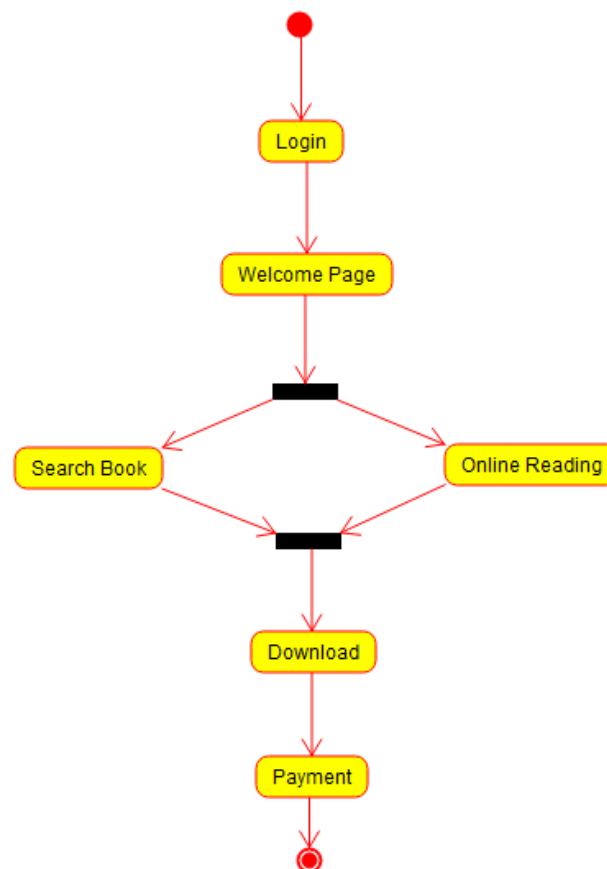 Login
Welcome Page
Search Book
Online Reading
Download
Payment